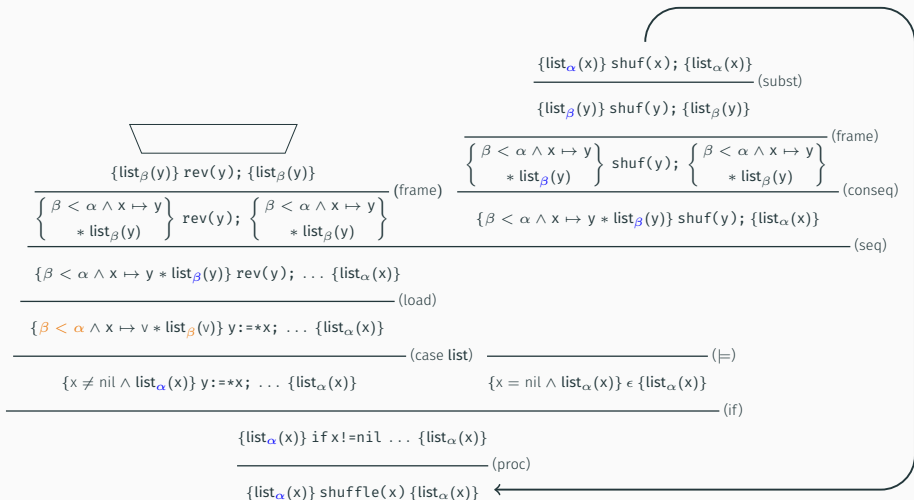 {list_α(x)} shuf(x); {list_α(x)}
(subst)
{list_β(y)} shuf(y); {list_β(y)}
(frame)
{β < α ∧ x ↦ y * list_β(y)} shuf(y); {β < α ∧ x ↦ y * list_β(y)}
(conseq)
{β < α ∧ x ↦ y * list_β(y)} shuf(y); {list_α(x)}
{list_β(y)} rev(y); {list_β(y)}
(frame)
{β < α ∧ x ↦ y * list_β(y)} rev(y); {β < α ∧ x ↦ y * list_β(y)}
(seq)
{β < α ∧ x ↦ y * list_β(y)} rev(y); ... {list_α(x)}
(load)
{β < α ∧ x ↦ v * list_β(v)} y:=*x; ... {list_α(x)}
(case list)
(⊨)
{x ≠ nil ∧ list_α(x)} y:=*x; ... {list_α(x)}
{x = nil ∧ list_α(x)} ϵ {list_α(x)}
(if)
{list_α(x)} if x!=nil ... {list_α(x)}
(proc)
{list_α(x)} shuffle(x) {list_α(x)}